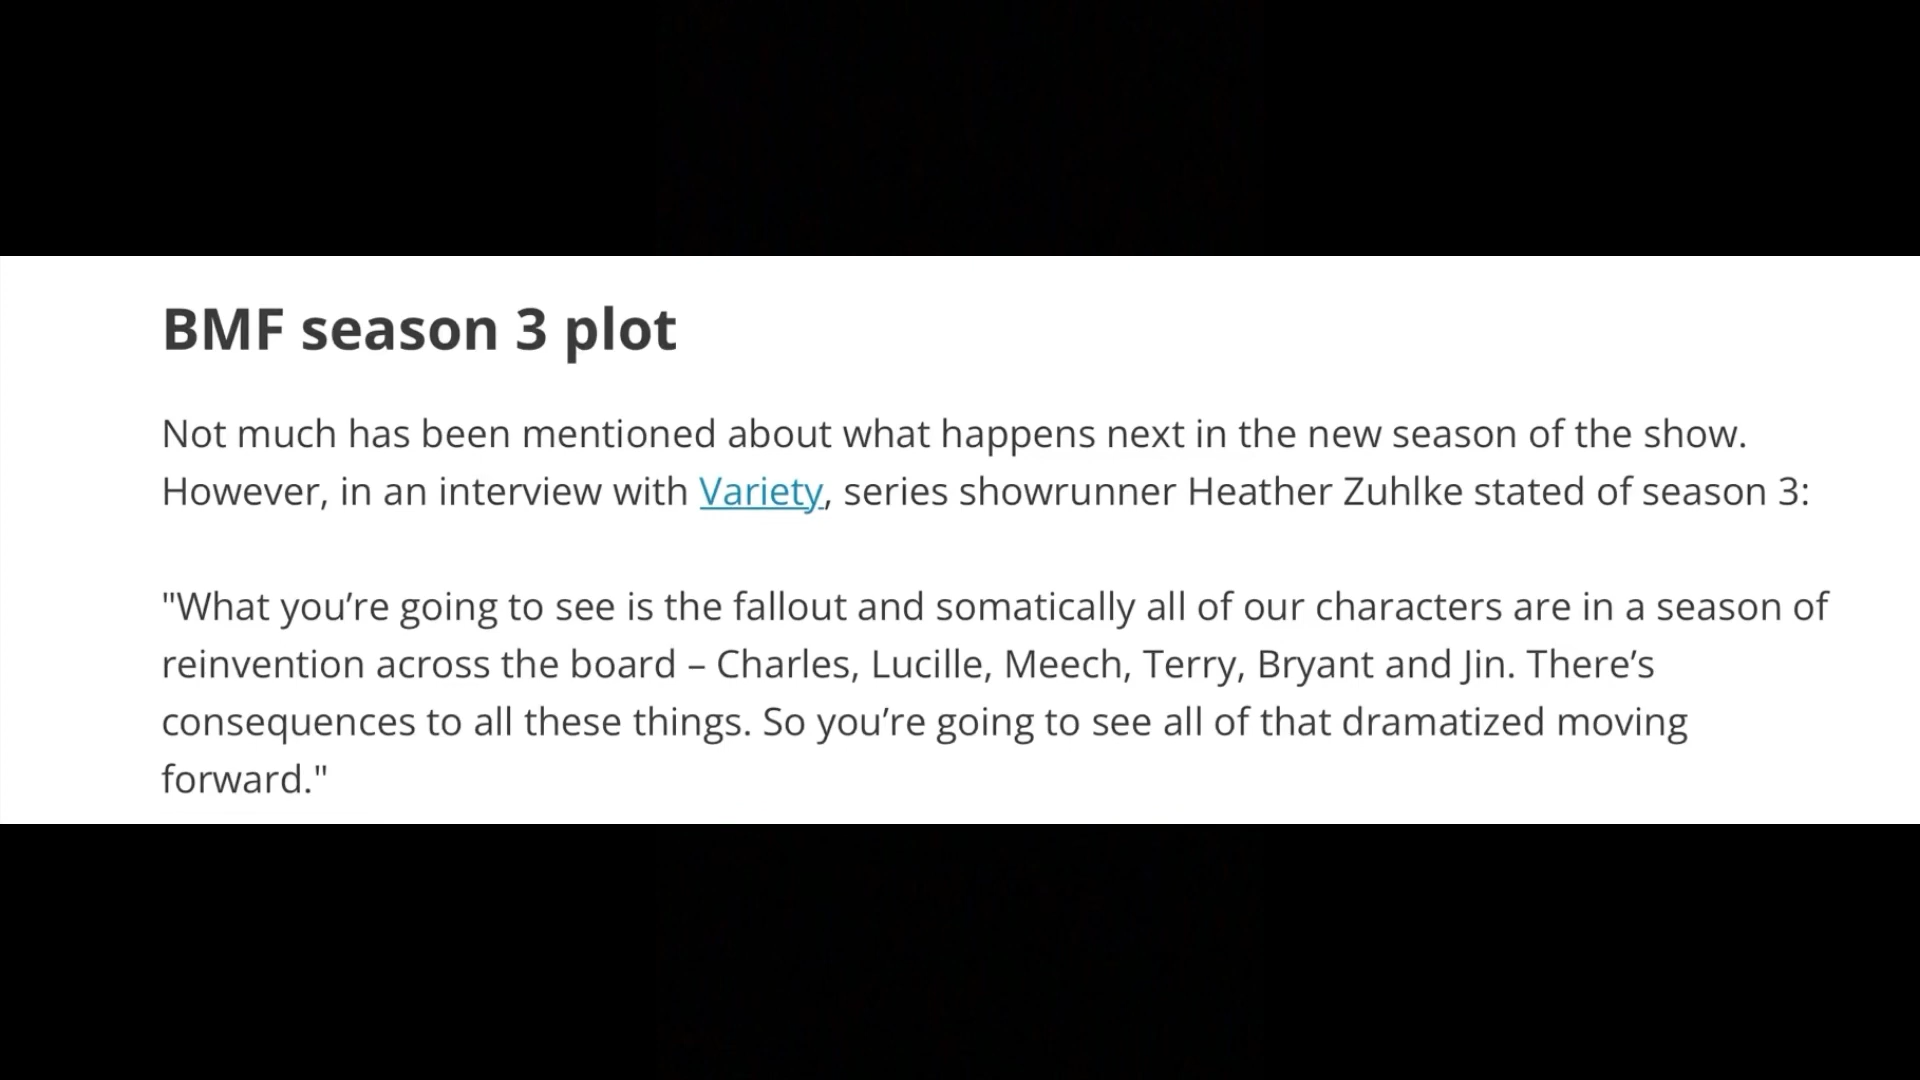 BMF season 3 plot
Not much has been mentioned about what happens next in the new season of the show.
However, in an interview with Variety, series showrunner Heather Zuhlke stated of season 3:
"What you’re going to see is the fallout and somatically all of our characters are in a season of
reinvention across the board – Charles, Lucille, Meech, Terry, Bryant and Jin. There’s
consequences to all these things. So you’re going to see all of that dramatized moving
forward."